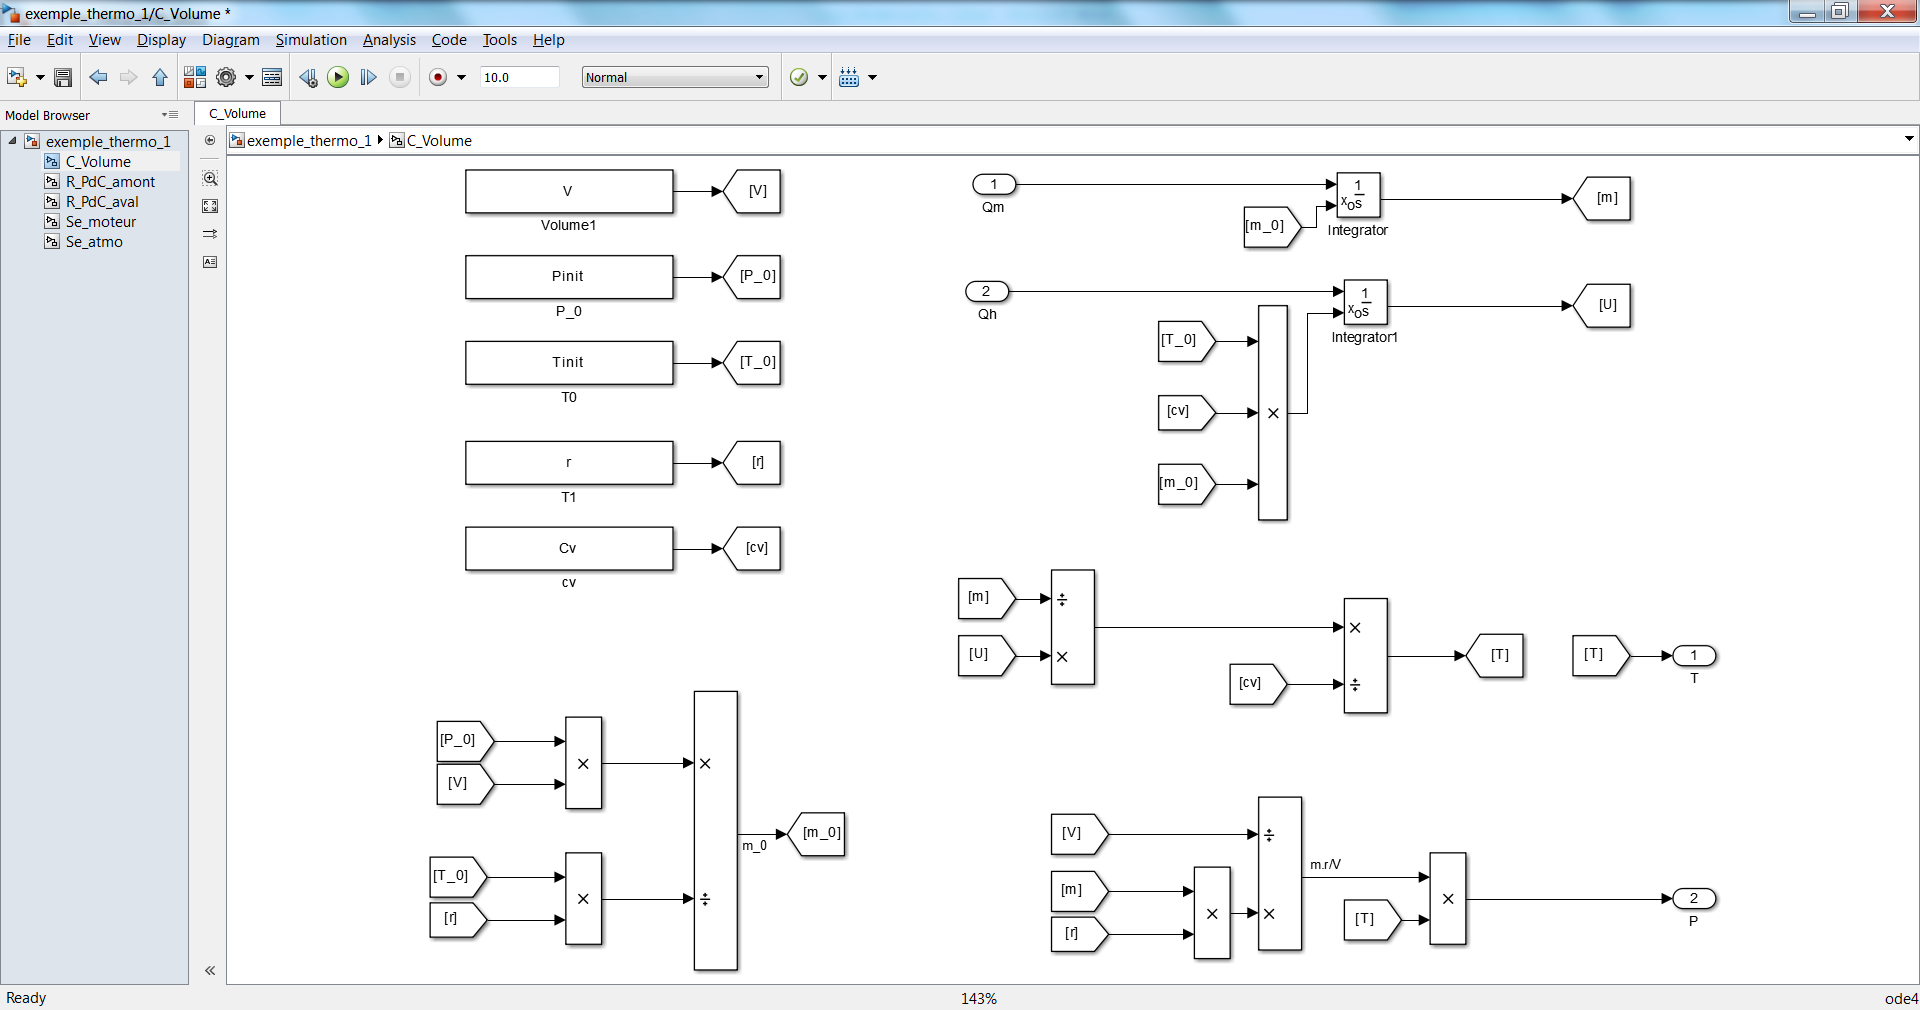 exemple_thermo_1/C_Volume *
File Edit View Display Diagram Simulation Analysis Code Tools Help
10.0
Normal
Model Browser
C_Volume
exemple_thermo_1
C_Volume
R_PdC_amont
R_PdC_aval
Se_moteur
Se_atmo
exemple_thermo_1 C_Volume
V
[V]
Volume1
Pinit
[P_0]
P_0
Tinit
[T_0]
T0
r
[r]
T1
Cv
[cv]
cv
[P_0]
[V]
×
[T_0]
[r]
×
×
÷
m_0
[m_0]
1
Qm
[m_0]
1
s
xo
Integrator
[m]
2
Qh
[T_0]
[cv]
[m_0]
×
1
s
xo
Integrator1
[U]
[m]
[U]
÷
×
[cv]
×
÷
[T]
[T]
1
T
[V]
[m]
[r]
×
÷
×
m.r/V
[T]
×
2
P
Ready
143%
ode4